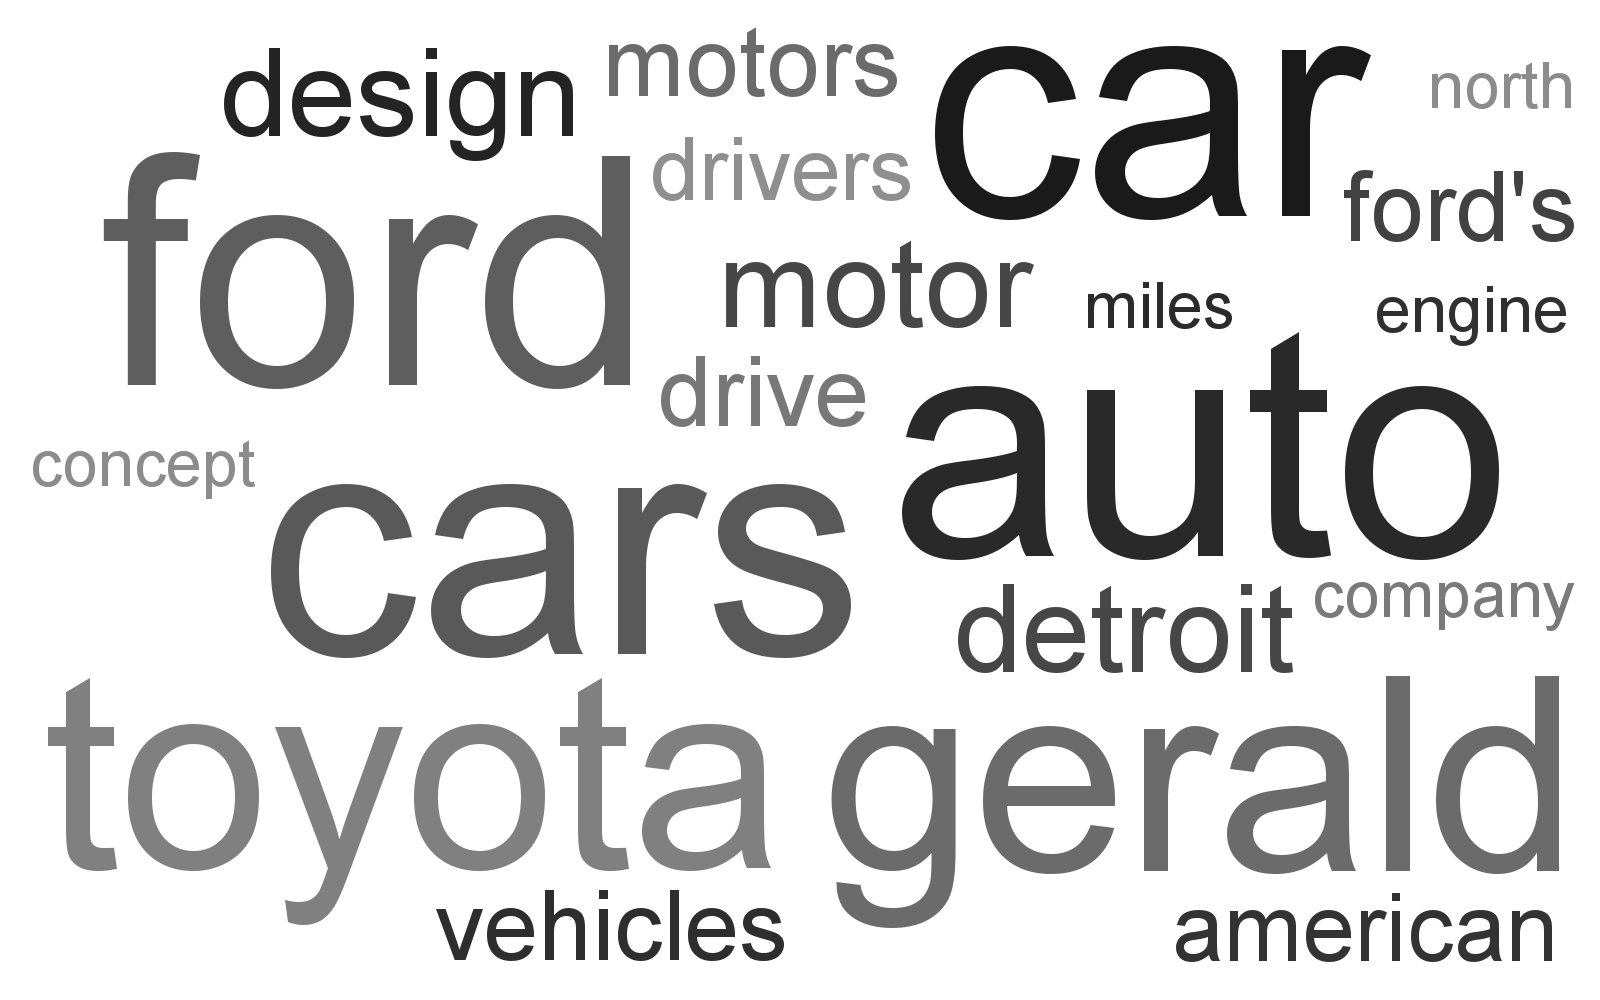 design motors car north
drivers ford's
ford motor miles engine
drive auto
concept cars
detroit company
toyota gerald
vehicles american